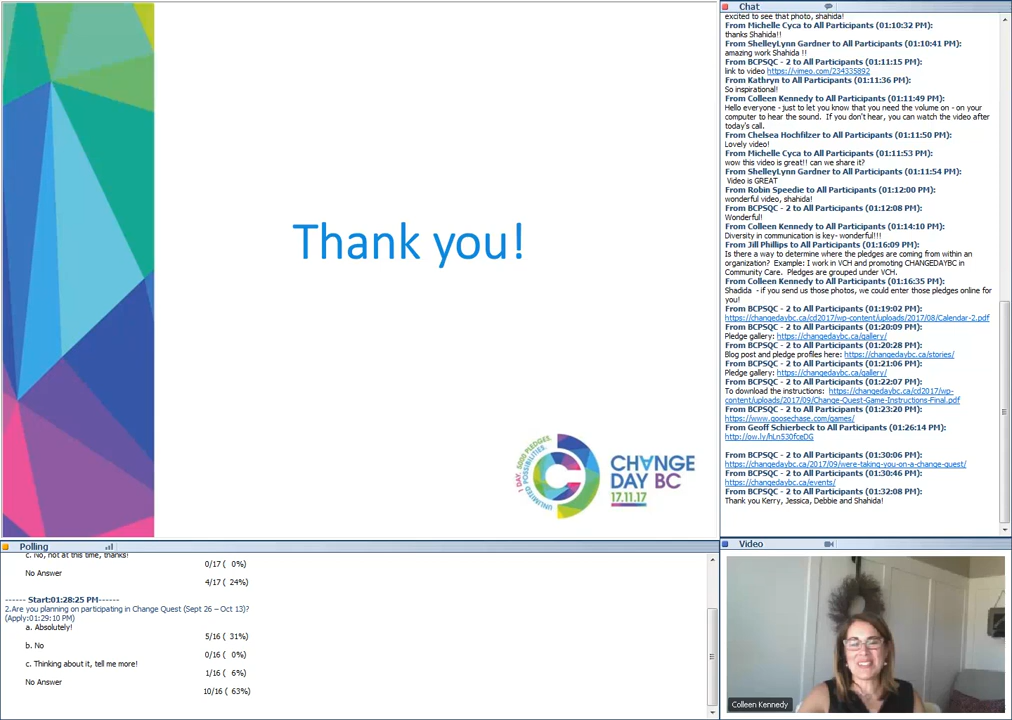 Thank you!
1 DAY. 5000 PLEDGES.
UNLIMITED POSSIBILITIES.
CHANGE
DAY BC
17.11.17
Chat
excited to see that photo, shahida!
From Michelle Cyca to All Participants (01:10:32 PM):
thanks Shahida!!
From ShelleyLynn Gardner to All Participants (01:10:41 PM):
amazing work Shahida !!
From BCPSQC - 2 to All Participants (01:11:15 PM):
link to video https://vimeo.com/234335892
From Kathryn to All Participants (01:11:36 PM):
So inspirational!
From Colleen Kennedy to All Participants (01:11:49 PM):
Hello everyone - just to let you know that you need the volume on - on your
computer to hear the sound.  If you don't hear, you can watch the video after
today's call.
From Chelsea Hochfilzer to All Participants (01:11:50 PM):
Lovely video!
From Michelle Cyca to All Participants (01:11:53 PM):
wow this video is great!! can we share it?
From ShelleyLynn Gardner to All Participants (01:11:54 PM):
Video is GREAT
From Robin Speedie to All Participants (01:12:00 PM):
wonderful video, shahida!
From BCPSQC - 2 to All Participants (01:12:08 PM):
Wonderful!
From Colleen Kennedy to All Participants (01:14:10 PM):
Diversity in communication is key- wonderful!!!
From Jill Phillips to All Participants (01:16:09 PM):
Is there a way to determine where the pledges are coming from within an
organization?  Example: I work in VCH and promoting CHANGEDAYBC in
Community Care.  Pledges are grouped under VCH.
From Colleen Kennedy to All Participants (01:16:35 PM):
Shadida  - if you send us those photos, we could enter those pledges online for
you!
From BCPSQC - 2 to All Participants (01:19:02 PM):
https://changedaybc.ca/cd2017/wp-content/uploads/2017/08/Calendar-2.pdf
From BCPSQC - 2 to All Participants (01:20:09 PM):
Pledge gallery: https://changedaybc.ca/gallery/
From BCPSQC - 2 to All Participants (01:20:28 PM):
Blog post and pledge profiles here: https://changedaybc.ca/stories/
From BCPSQC - 2 to All Participants (01:21:06 PM):
Pledge gallery: https://changedaybc.ca/gallery/
From BCPSQC - 2 to All Participants (01:22:07 PM):
To download the instructions:  https://changedaybc.ca/cd2017/wp-
content/uploads/2017/09/Change-Quest-Game-Instructions-Final.pdf
From BCPSQC - 2 to All Participants (01:23:20 PM):
https://www.goosechase.com/games/
From Geoff Schierbeck to All Participants (01:26:14 PM):
http://ow.ly/hLn530fceDG
From BCPSQC - 2 to All Participants (01:30:06 PM):
https://changedaybc.ca/2017/09/were-taking-you-on-a-change-quest/
From BCPSQC - 2 to All Participants (01:30:46 PM):
https://changedaybc.ca/events/
From BCPSQC - 2 to All Participants (01:32:08 PM):
Thank you Kerry, Jessica, Debbie and Shahida!
Polling
c. No, not at this time, thanks!
0/17 (  0%)
No Answer
4/17 ( 24%)
------ Start:01:28:25 PM------
2.Are you planning on participating in Change Quest (Sept 26 – Oct 13)?
(Apply:01:29:10 PM)
a. Absolutely!
5/16 ( 31%)
b. No
0/16 (  0%)
c. Thinking about it, tell me more!
1/16 (  6%)
No Answer
10/16 ( 63%)
Video
Colleen Kennedy